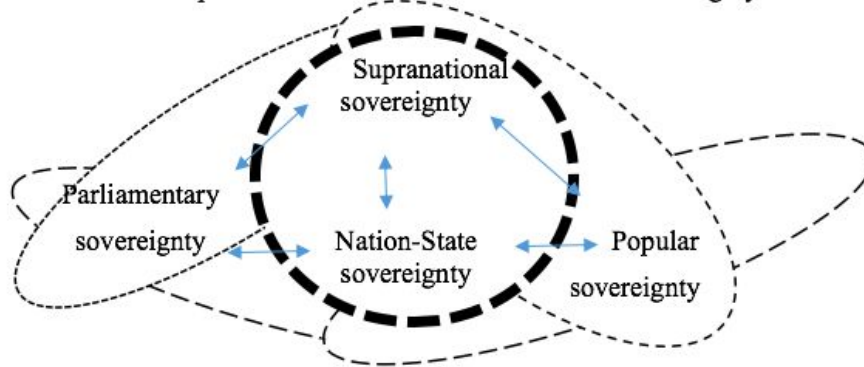 Supranational
sovereignty
Parliamentary
sovereignty
Nation-State
sovereignty
Popular
sovereignty